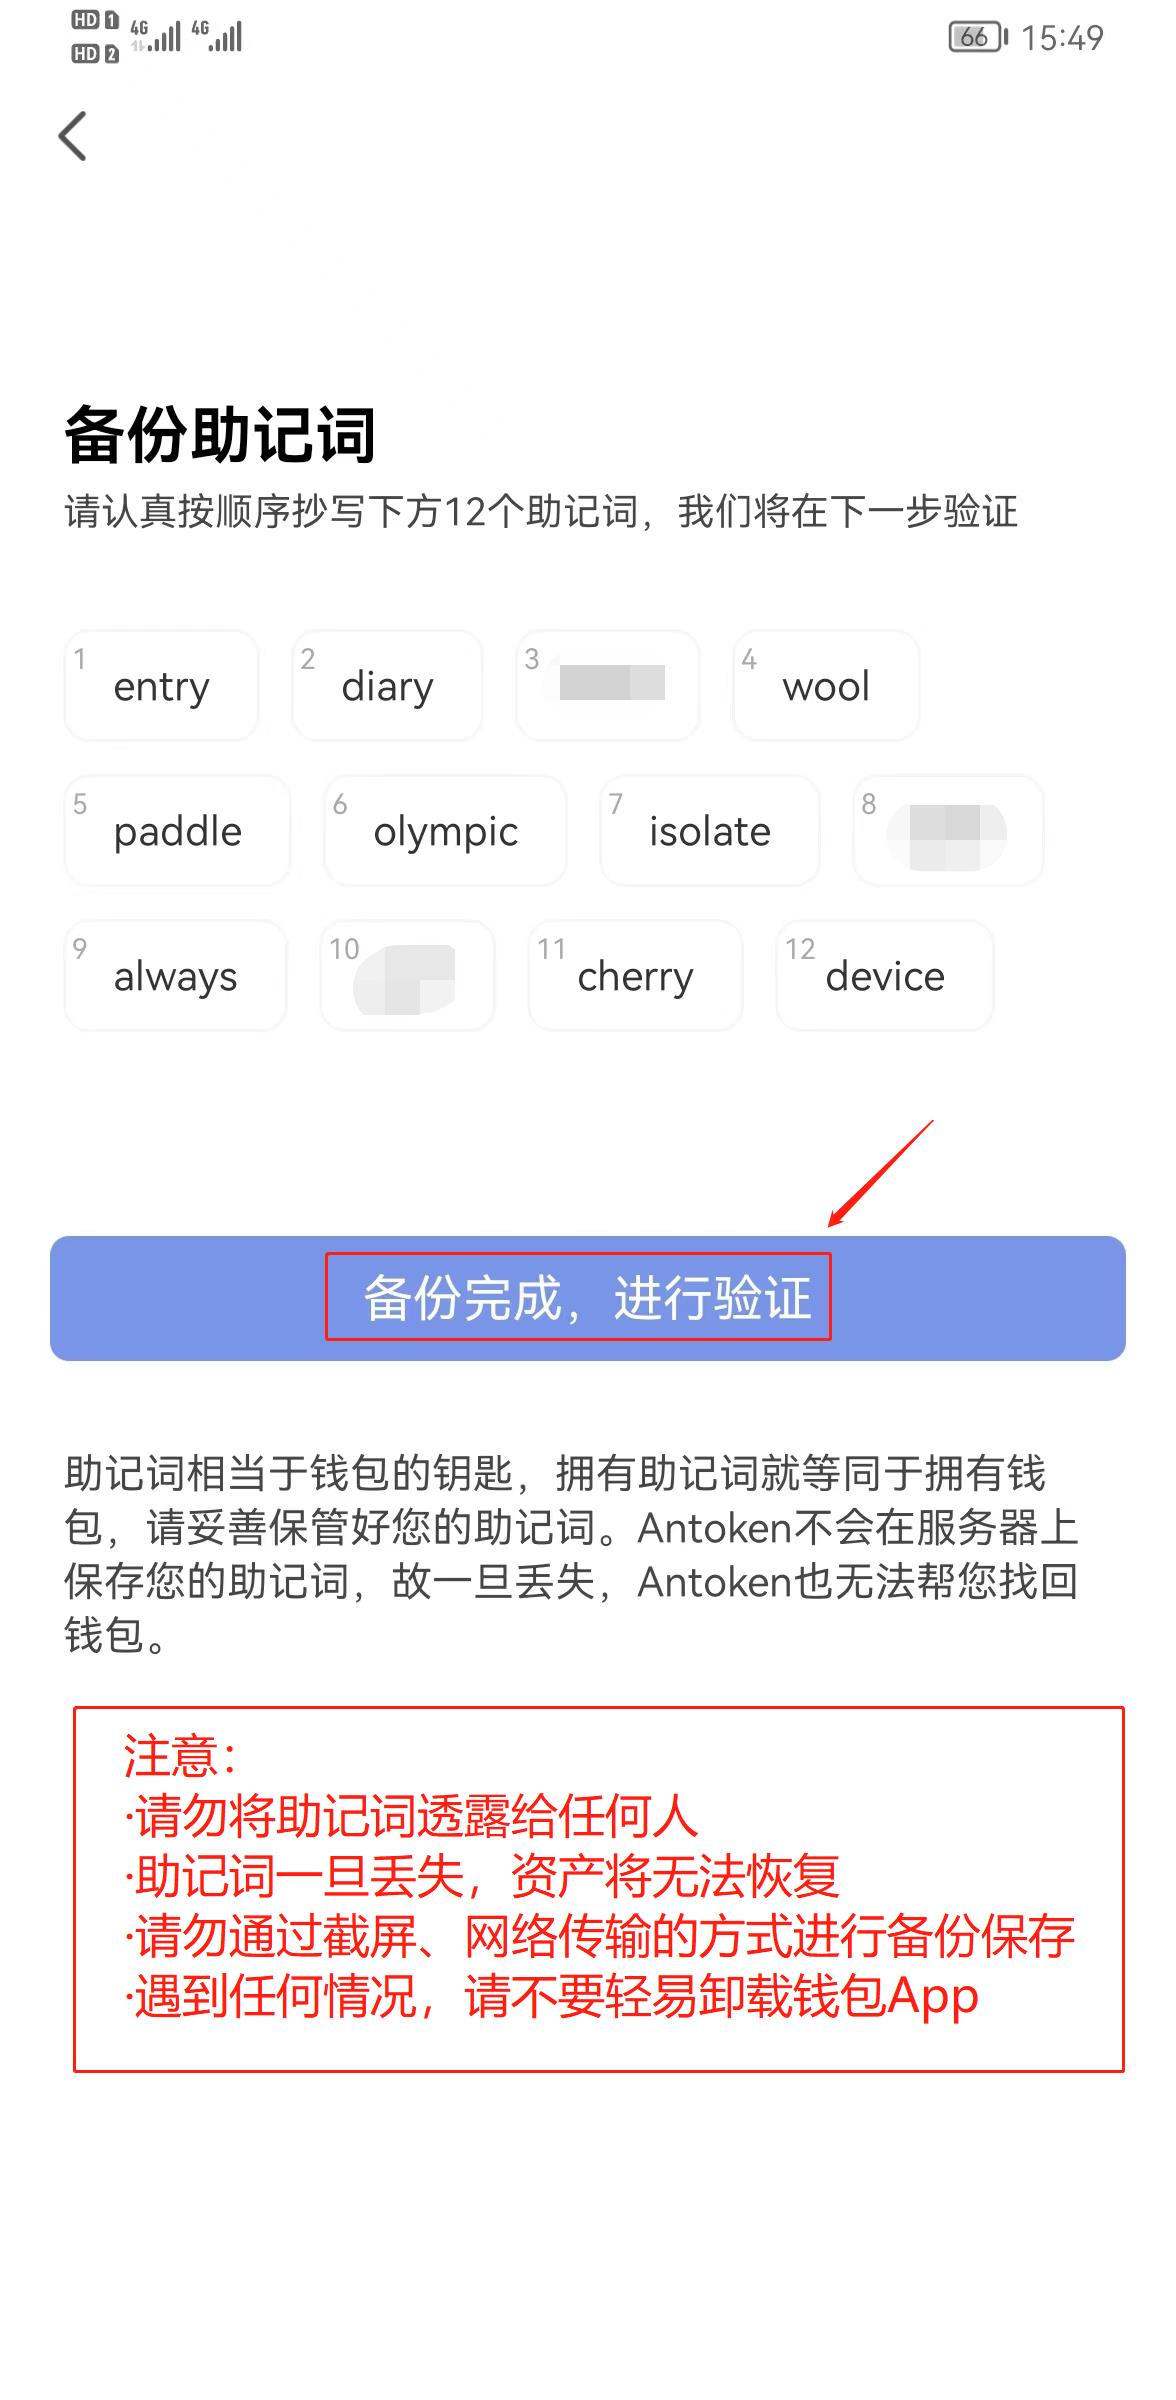 HD 1 4G 4G 66 15:49
HD 2
备份助记词
请认真按顺序抄写下方12个助记词，我们将在下一步验证
1 entry 2 diary 3 4 wool
5 paddle 6 olympic 7 isolate 8
9 always 10 11 cherry 12 device
备份完成，进行验证
助记词相当于钱包的钥匙，拥有助记词就等同于拥有钱
包，请妥善保管好您的助记词。Antoken不会在服务器上
保存您的助记词，故一旦丢失，Antoken也无法帮您找回
钱包。
注意：
·请勿将助记词透露给任何人
·助记词一旦丢失，资产将无法恢复
·请勿通过截屏、网络传输的方式进行备份保存
·遇到任何情况，请不要轻易卸载钱包App